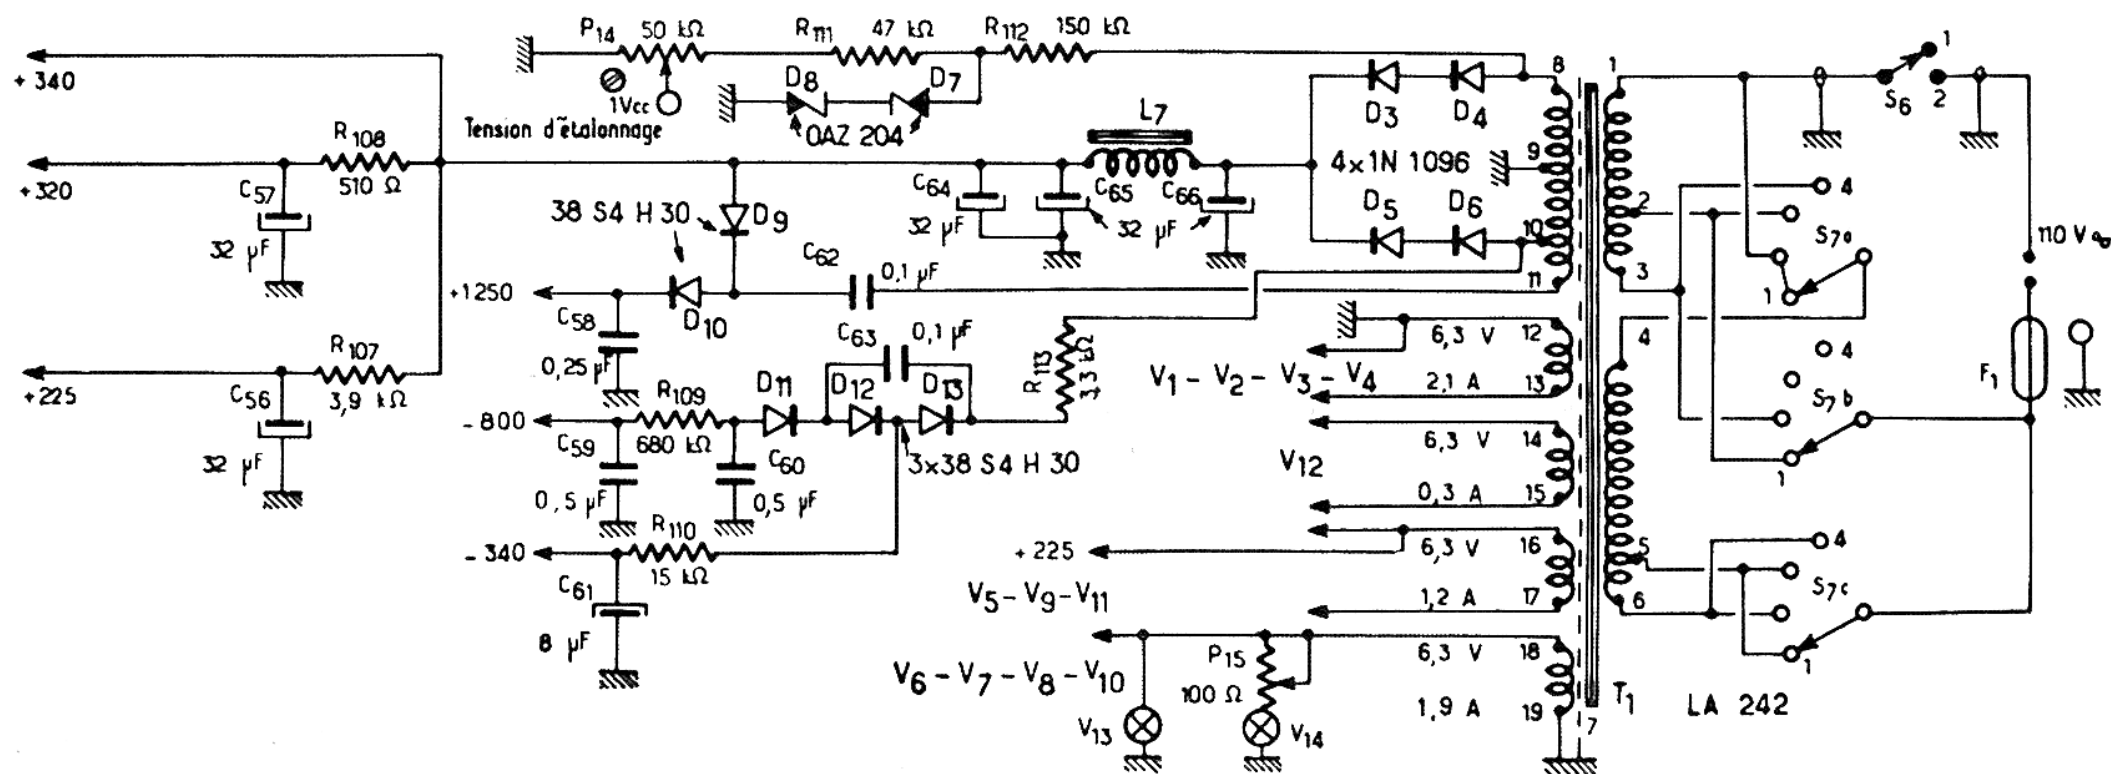 P14 50 kΩ R111 47 kΩ R112 150 kΩ
+340
1Vcc D8 D7
Tension d'étalonnage OAZ 204
D3 D4
8 1
S6 1 2
R108
510 Ω
+320
C57
32 µF
L7
C64
32 µF
C65 C66
32 µF
4x1N 1096
9
D5 D6
10
2
4
S7a
1
3
110 V ∞
38 S4 H 30 D9
C62
0,1 µF
11
+1250
D10
C58
0,25 µF
C63 0,1 µF
R113
3,3 kΩ
6,3 V 12
2,1 A 13
V1 - V2 - V3 - V4
4
4
S7b
1
F1
R107
3,9 kΩ
+225
C56
32 µF
D11 D12 D13
R109
680 kΩ
-800
C59
0,5 µF
C60
0,5 µF
3x38 S4 H 30
6,3 V 14
V12
0,3 A 15
R110
15 kΩ
-340
C61
8 µF
+225
6,3 V 16
1,2 A 17
V5 - V9 - V11
5
6
4
S7c
1
6,3 V 18
1,9 A 19
V6 - V7 - V8 - V10
P15
100 Ω
V13 V14
T1
7
LA 242